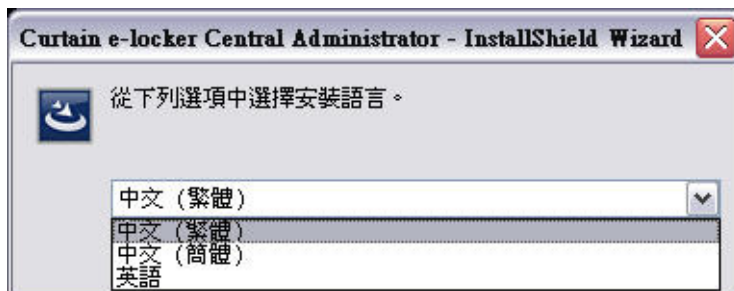 Curtain e-locker Central Administrator - InstallShield Wizard
從下列選項中選擇安裝語言。
中文 (繁體)
中文 (繁體)
中文 (簡體)
英語